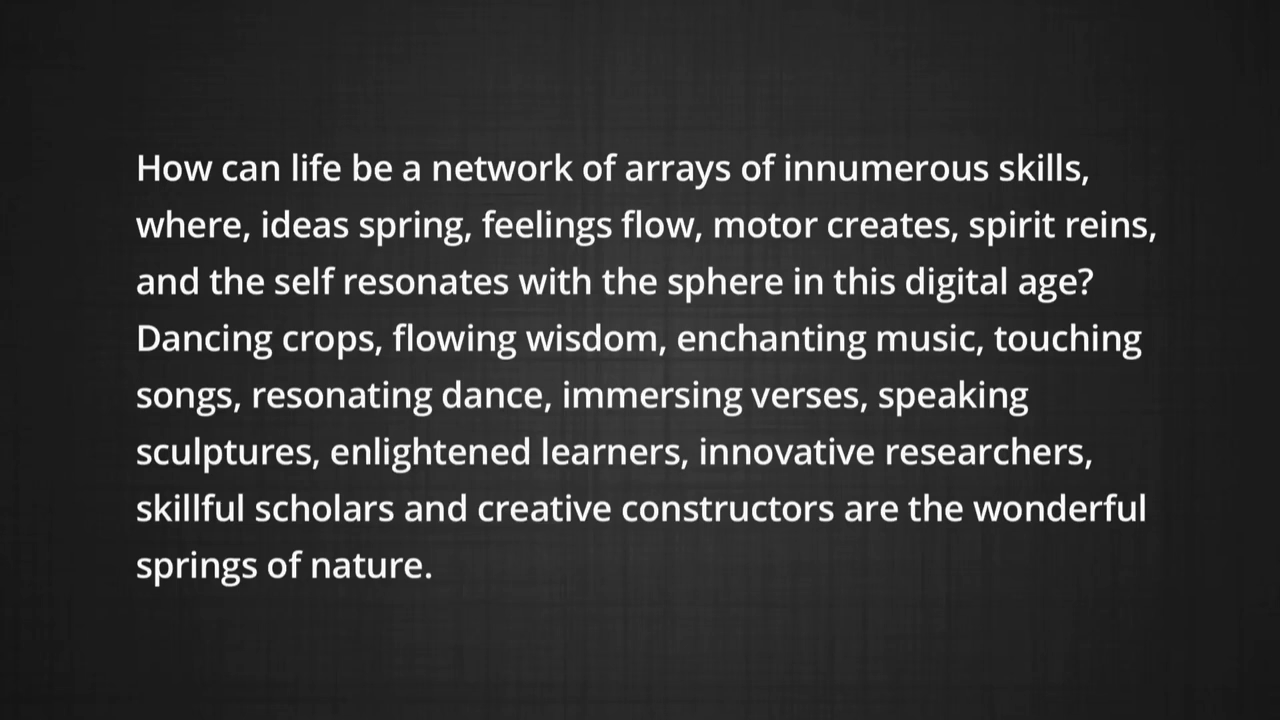 How can life be a network of arrays of innumerous skills,
where, ideas spring, feelings flow, motor creates, spirit reins,
and the self resonates with the sphere in this digital age?
Dancing crops, flowing wisdom, enchanting music, touching
songs, resonating dance, immersing verses, speaking
sculptures, enlightened learners, innovative researchers,
skillful scholars and creative constructors are the wonderful
springs of nature.